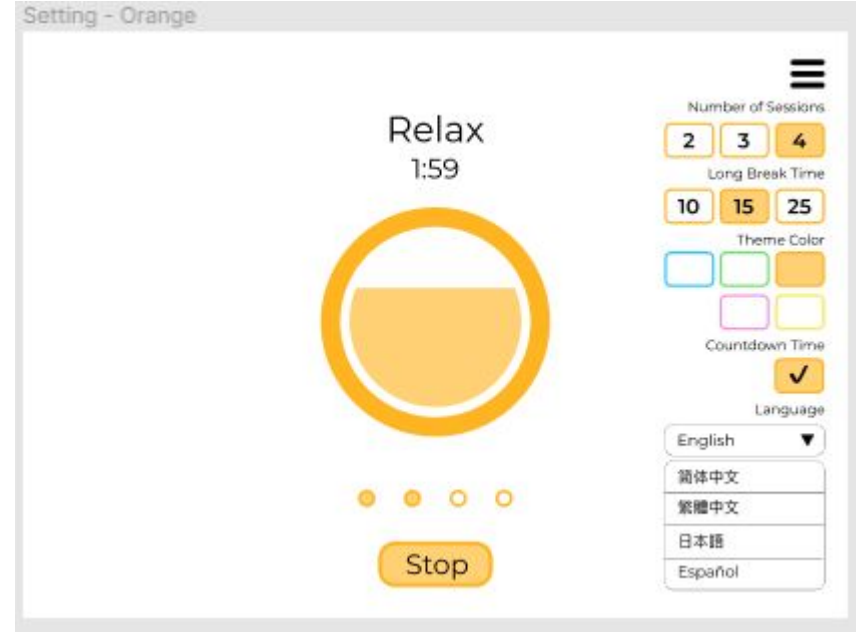 Setting - Orange
Relax
1:59
Stop
Number of Sessions
2 3 4
Long Break Time
10 15 25
Theme Color
Countdown Time
✓
Language
English ▼
简体中文
繁體中文
日本語
Español